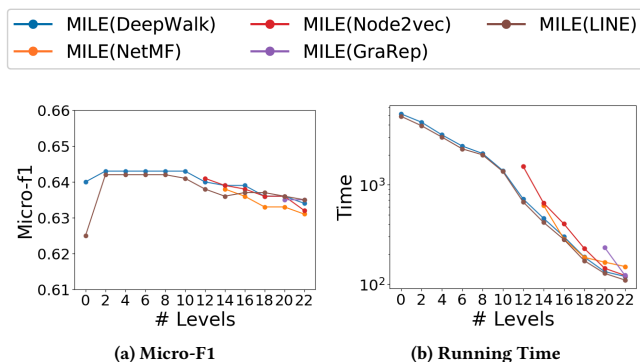 MILE(DeepWalk) MILE(Node2vec) MILE(LINE)
MILE(NetMF) MILE(GraRep)
0.66
0.65
0.64
0.63
0.62
0.61
Micro-f1
0 2 4 6 8 10 12 14 16 18 20 22
# Levels
(a) Micro-F1
10³
10²
Time
0 2 4 6 8 10 12 14 16 18 20 22
# Levels
(b) Running Time